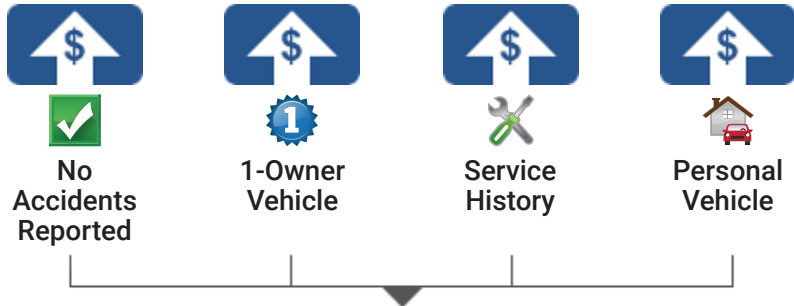 $
$
$
$
1
No
Accidents
Reported
1-Owner
Vehicle
Service
History
Personal
Vehicle